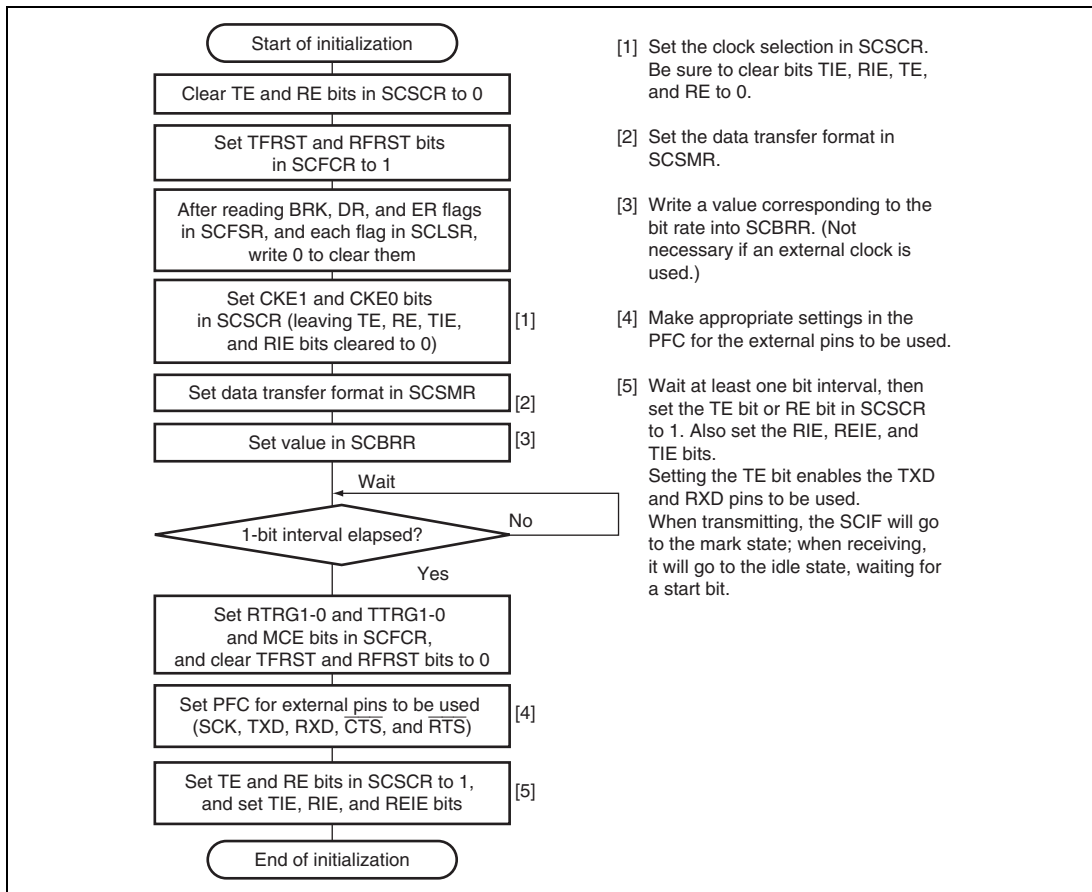 Start of initialization
Clear TE and RE bits in SCSCR to 0
Set TFRST and RFRST bits
in SCFCR to 1
After reading BRK, DR, and ER flags
in SCFSR, and each flag in SCLSR,
write 0 to clear them
Set CKE1 and CKE0 bits
in SCSCR (leaving TE, RE, TIE,
and RIE bits cleared to 0)
[1]
Set data transfer format in SCSMR
[2]
Set value in SCBRR
[3]
Wait
1-bit interval elapsed?
No
Yes
Set RTRG1-0 and TTRG1-0
and MCE bits in SCFCR,
and clear TFRST and RFRST bits to 0
Set PFC for external pins to be used
(SCK, TXD, RXD, CTS, and RTS)
[4]
Set TE and RE bits in SCSCR to 1,
and set TIE, RIE, and REIE bits
[5]
End of initialization
[1] Set the clock selection in SCSCR.
Be sure to clear bits TIE, RIE, TE,
and RE to 0.
[2] Set the data transfer format in
SCSMR.
[3] Write a value corresponding to the
bit rate into SCBRR. (Not
necessary if an external clock is
used.)
[4] Make appropriate settings in the
PFC for the external pins to be used.
[5] Wait at least one bit interval, then
set the TE bit or RE bit in SCSCR
to 1. Also set the RIE, REIE, and
TIE bits.
Setting the TE bit enables the TXD
and RXD pins to be used.
When transmitting, the SCIF will go
to the mark state; when receiving,
it will go to the idle state, waiting for
a start bit.